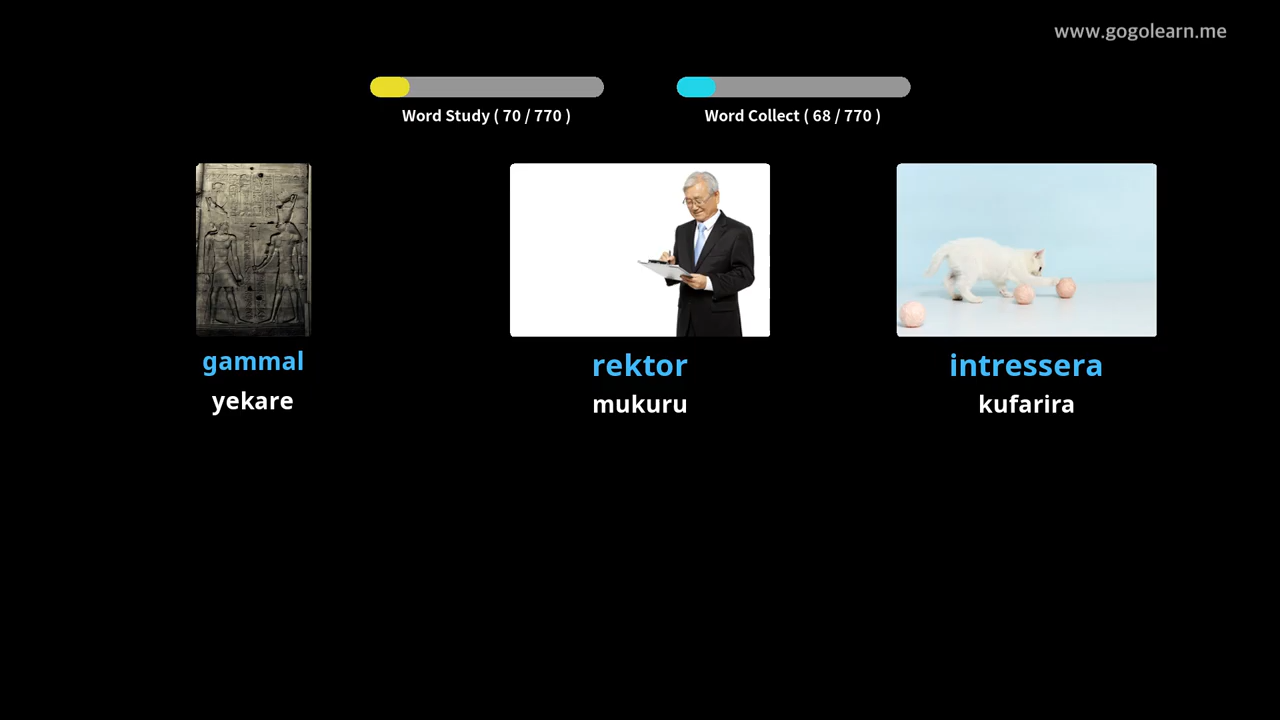 www.gogolearn.me
Word Study ( 70 / 770 )
Word Collect ( 68 / 770 )
gammal
yekare
rektor
mukuru
intressera
kufarira